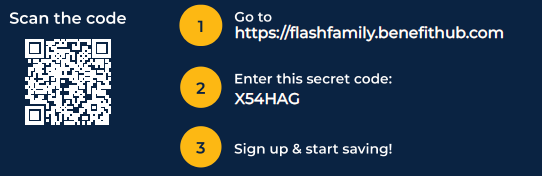 Scan the code
1
Go to
https://flashfamily.benefithub.com
2
Enter this secret code:
X54HAG
3
Sign up & start saving!